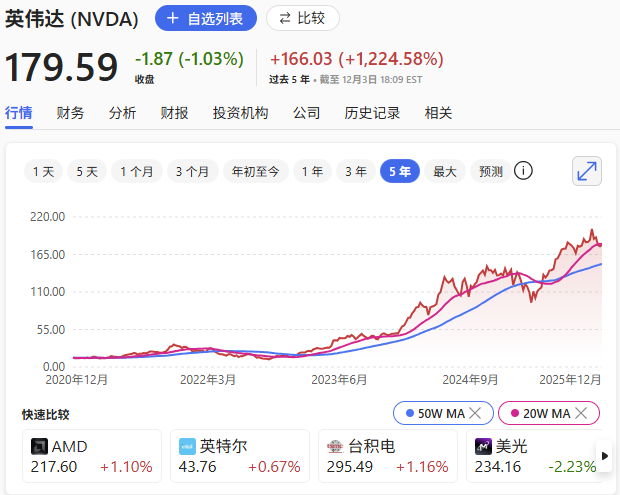 英伟达 (NVDA)
+ 自选列表
比较
179.59
-1.87 (-1.03%)
收盘
+166.03 (+1,224.58%)
过去 5 年 • 截至 12月3日 18:09 EST
行情 财务 分析 财报 投资机构 公司 历史记录 相关
1 天 5 天 1 个月 3 个月 年初至今 1 年 3 年 5 年 最大 预测
220.00
165.00
110.00
55.00
0.00
2020年12月 2022年3月 2023年6月 2024年9月 2025年12月
快速比较
50W MA
20W MA
AMD
217.60 +1.10%
英特尔
43.76 +0.67%
台积电
295.49 +1.16%
美光
234.16 -2.23%